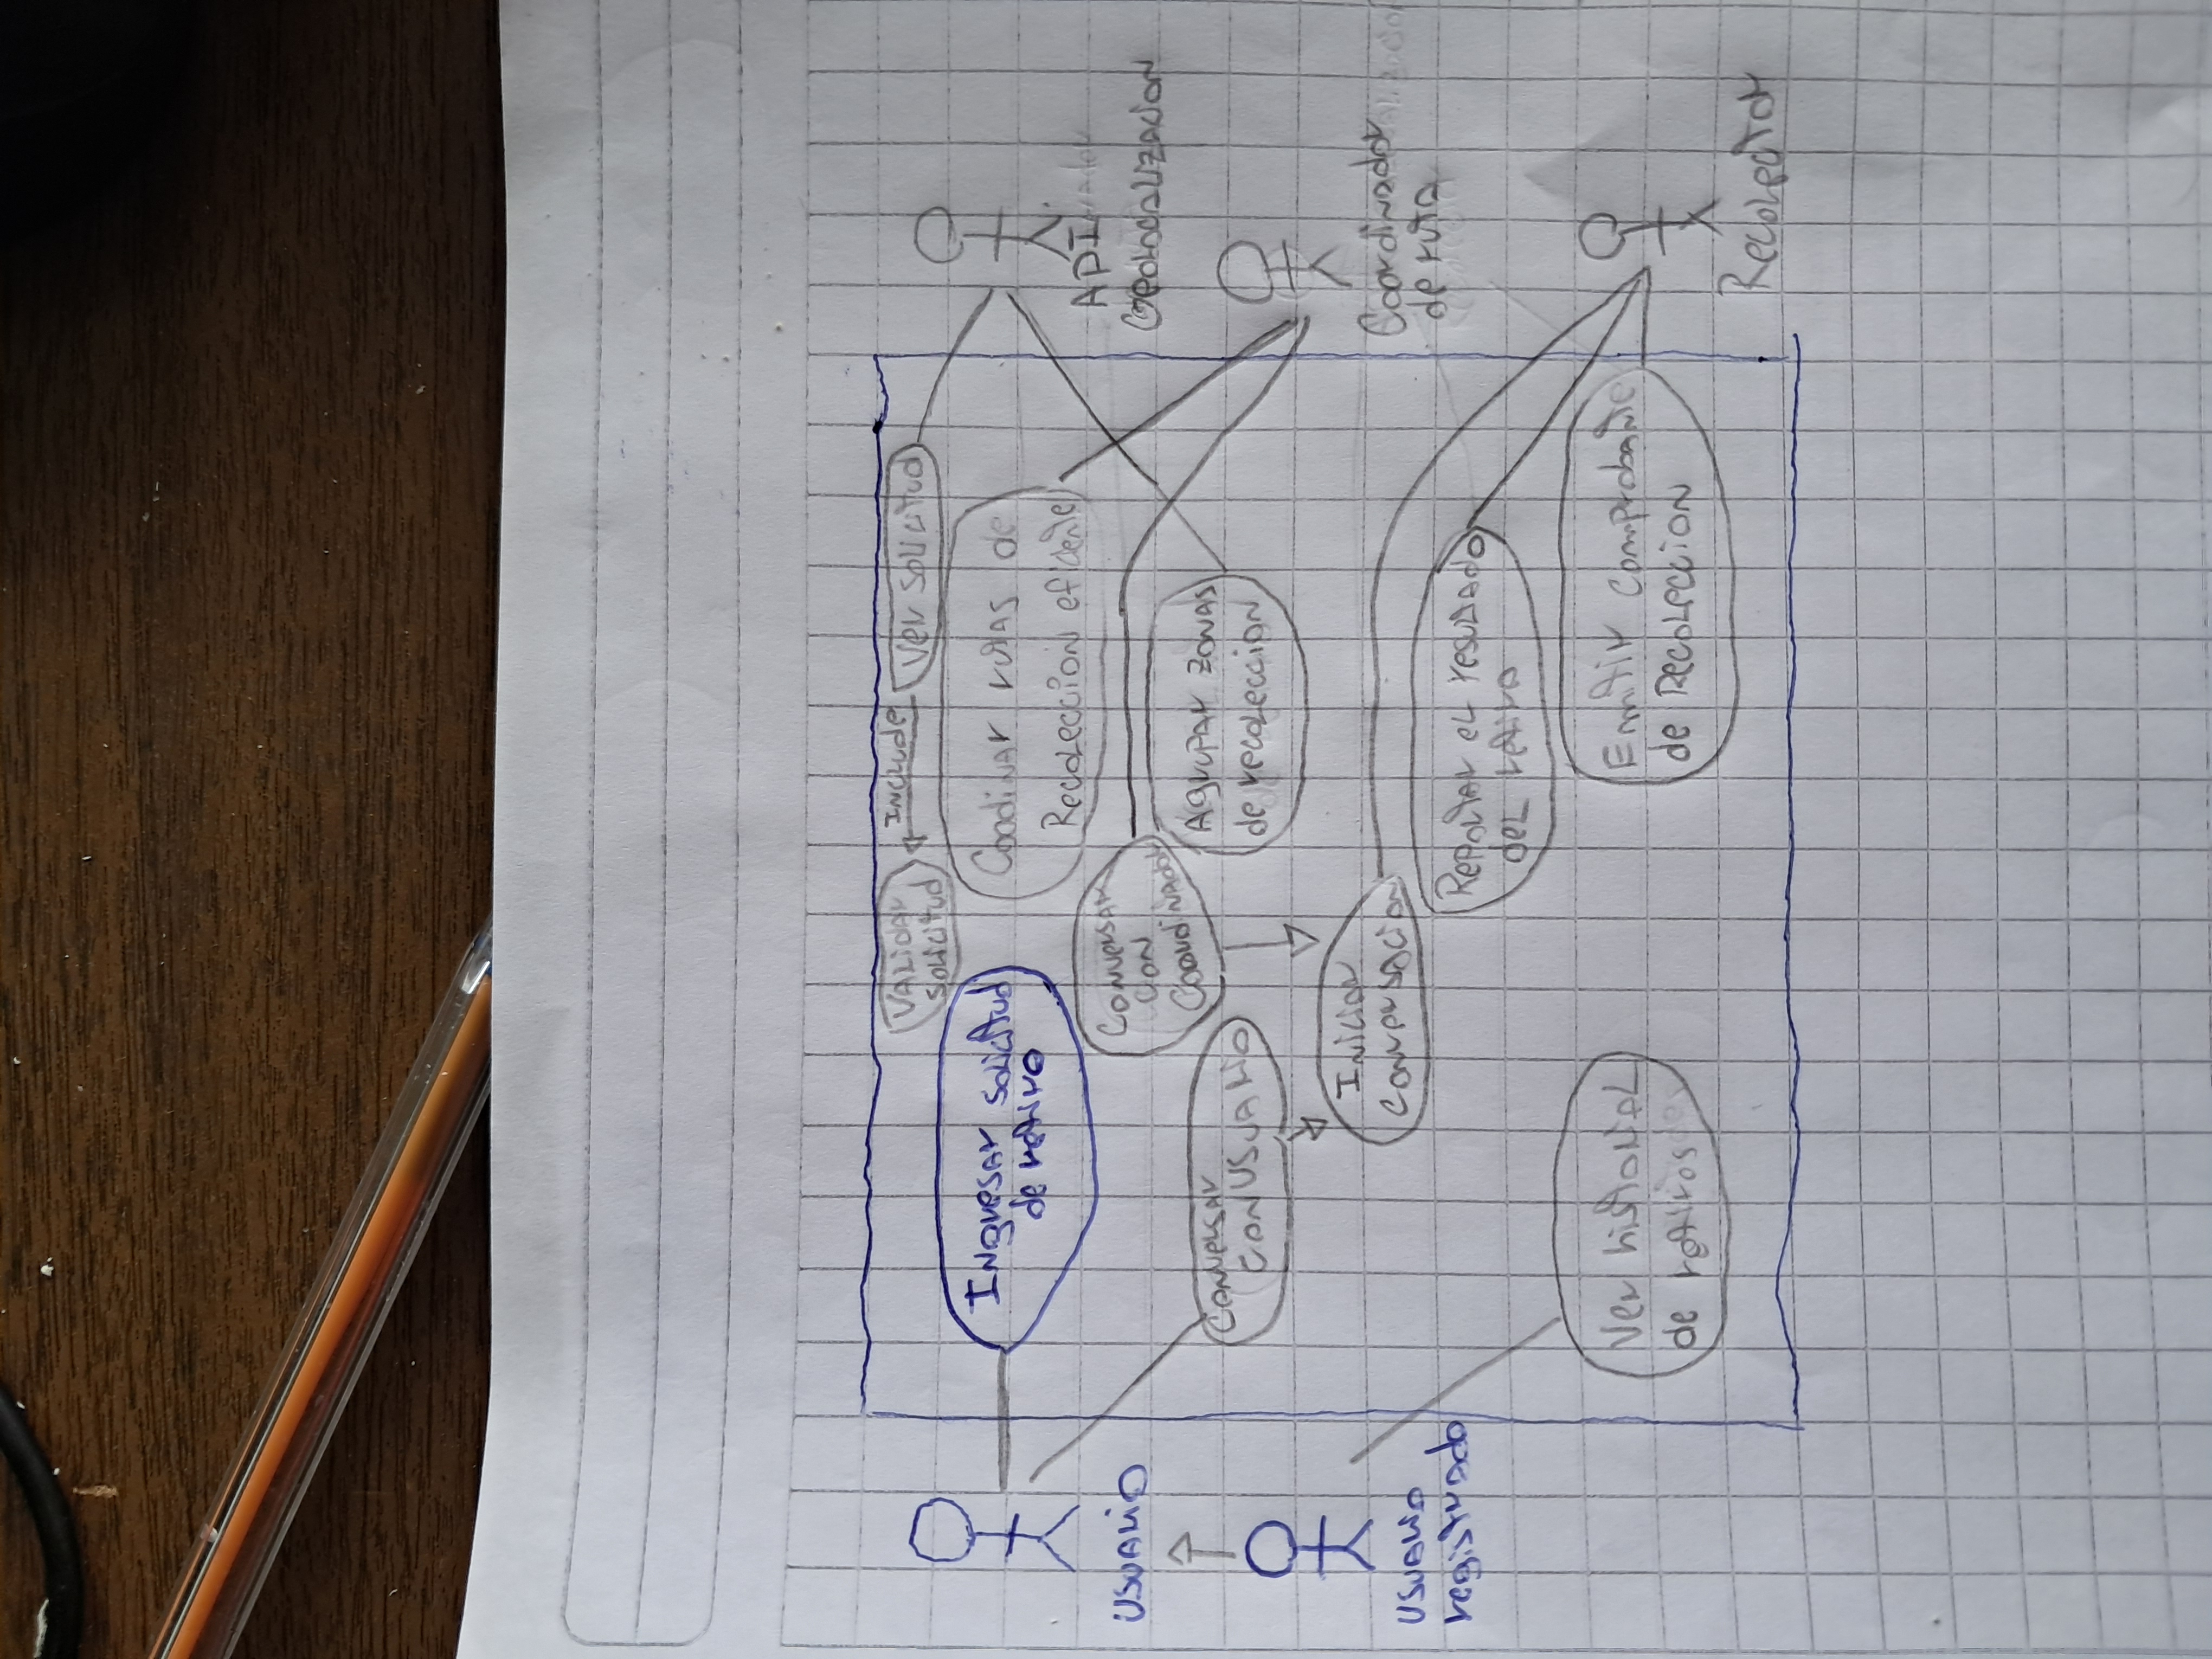 Validar
solicitud
Include
Ver solicitud
Ingresar solicitud
de retiro
Coodinar rutas de
Recoleccion eficiente
Usuario
API
Geolocalizacion
Conversar
con
Coordinador
Conversar
con usuario
Agrupar zonas
de recoleccion
Usuario
registrado
Iniciar
conversacion
Coordinador
de ruta
Reportar el resultado
del retiro
Ver historial
de retiros
Emitir comprobante
de Recoleccion
Recolector